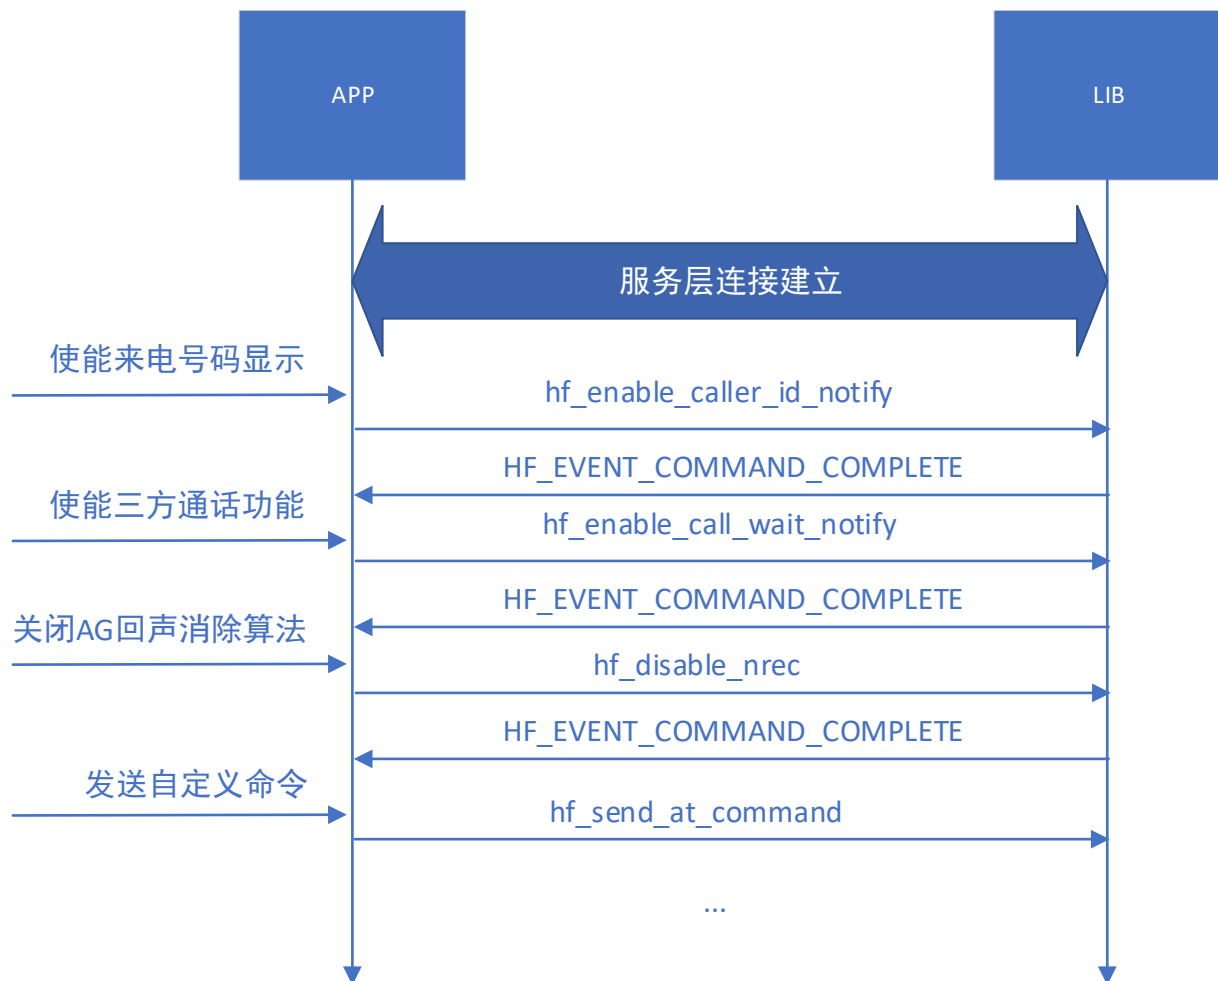 APP
LIB
服务层连接建立
使能来电号码显示
hf_enable_caller_id_notify
HF_EVENT_COMMAND_COMPLETE
使能三方通话功能
hf_enable_call_wait_notify
HF_EVENT_COMMAND_COMPLETE
关闭AG回声消除算法
hf_disable_nrec
HF_EVENT_COMMAND_COMPLETE
发送自定义命令
hf_send_at_command
...